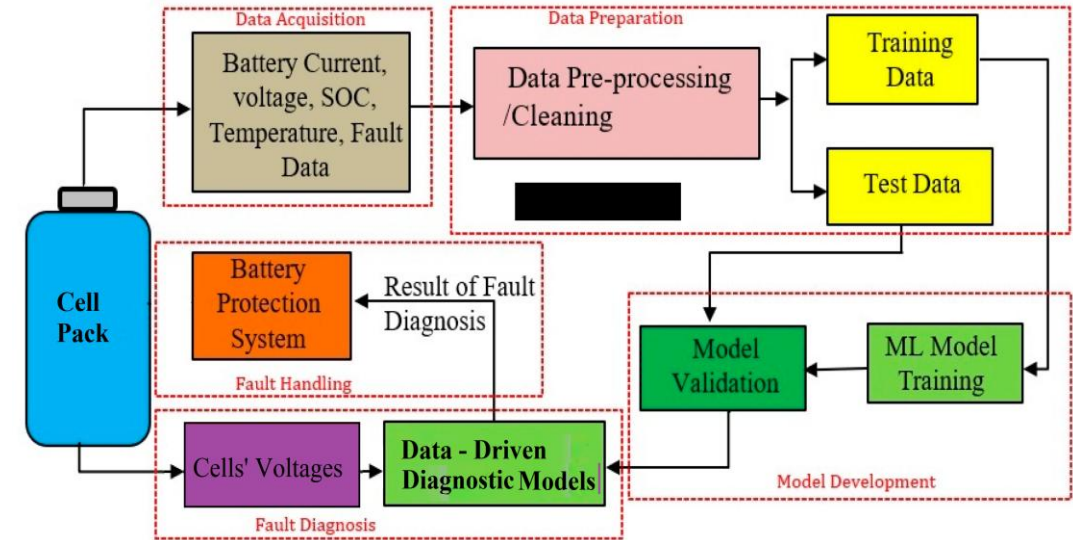 Data Acquisition
Battery Current,
voltage, SOC,
Temperature, Fault
Data
Data Preparation
Data Pre-processing
/Cleaning
Training
Data
Test Data
Cell
Pack
Battery
Protection
System
Result of Fault
Diagnosis
Fault Handling
Model
Validation
ML Model
Training
Model Development
Cells' Voltages
Data - Driven
Diagnostic Models
Fault Diagnosis